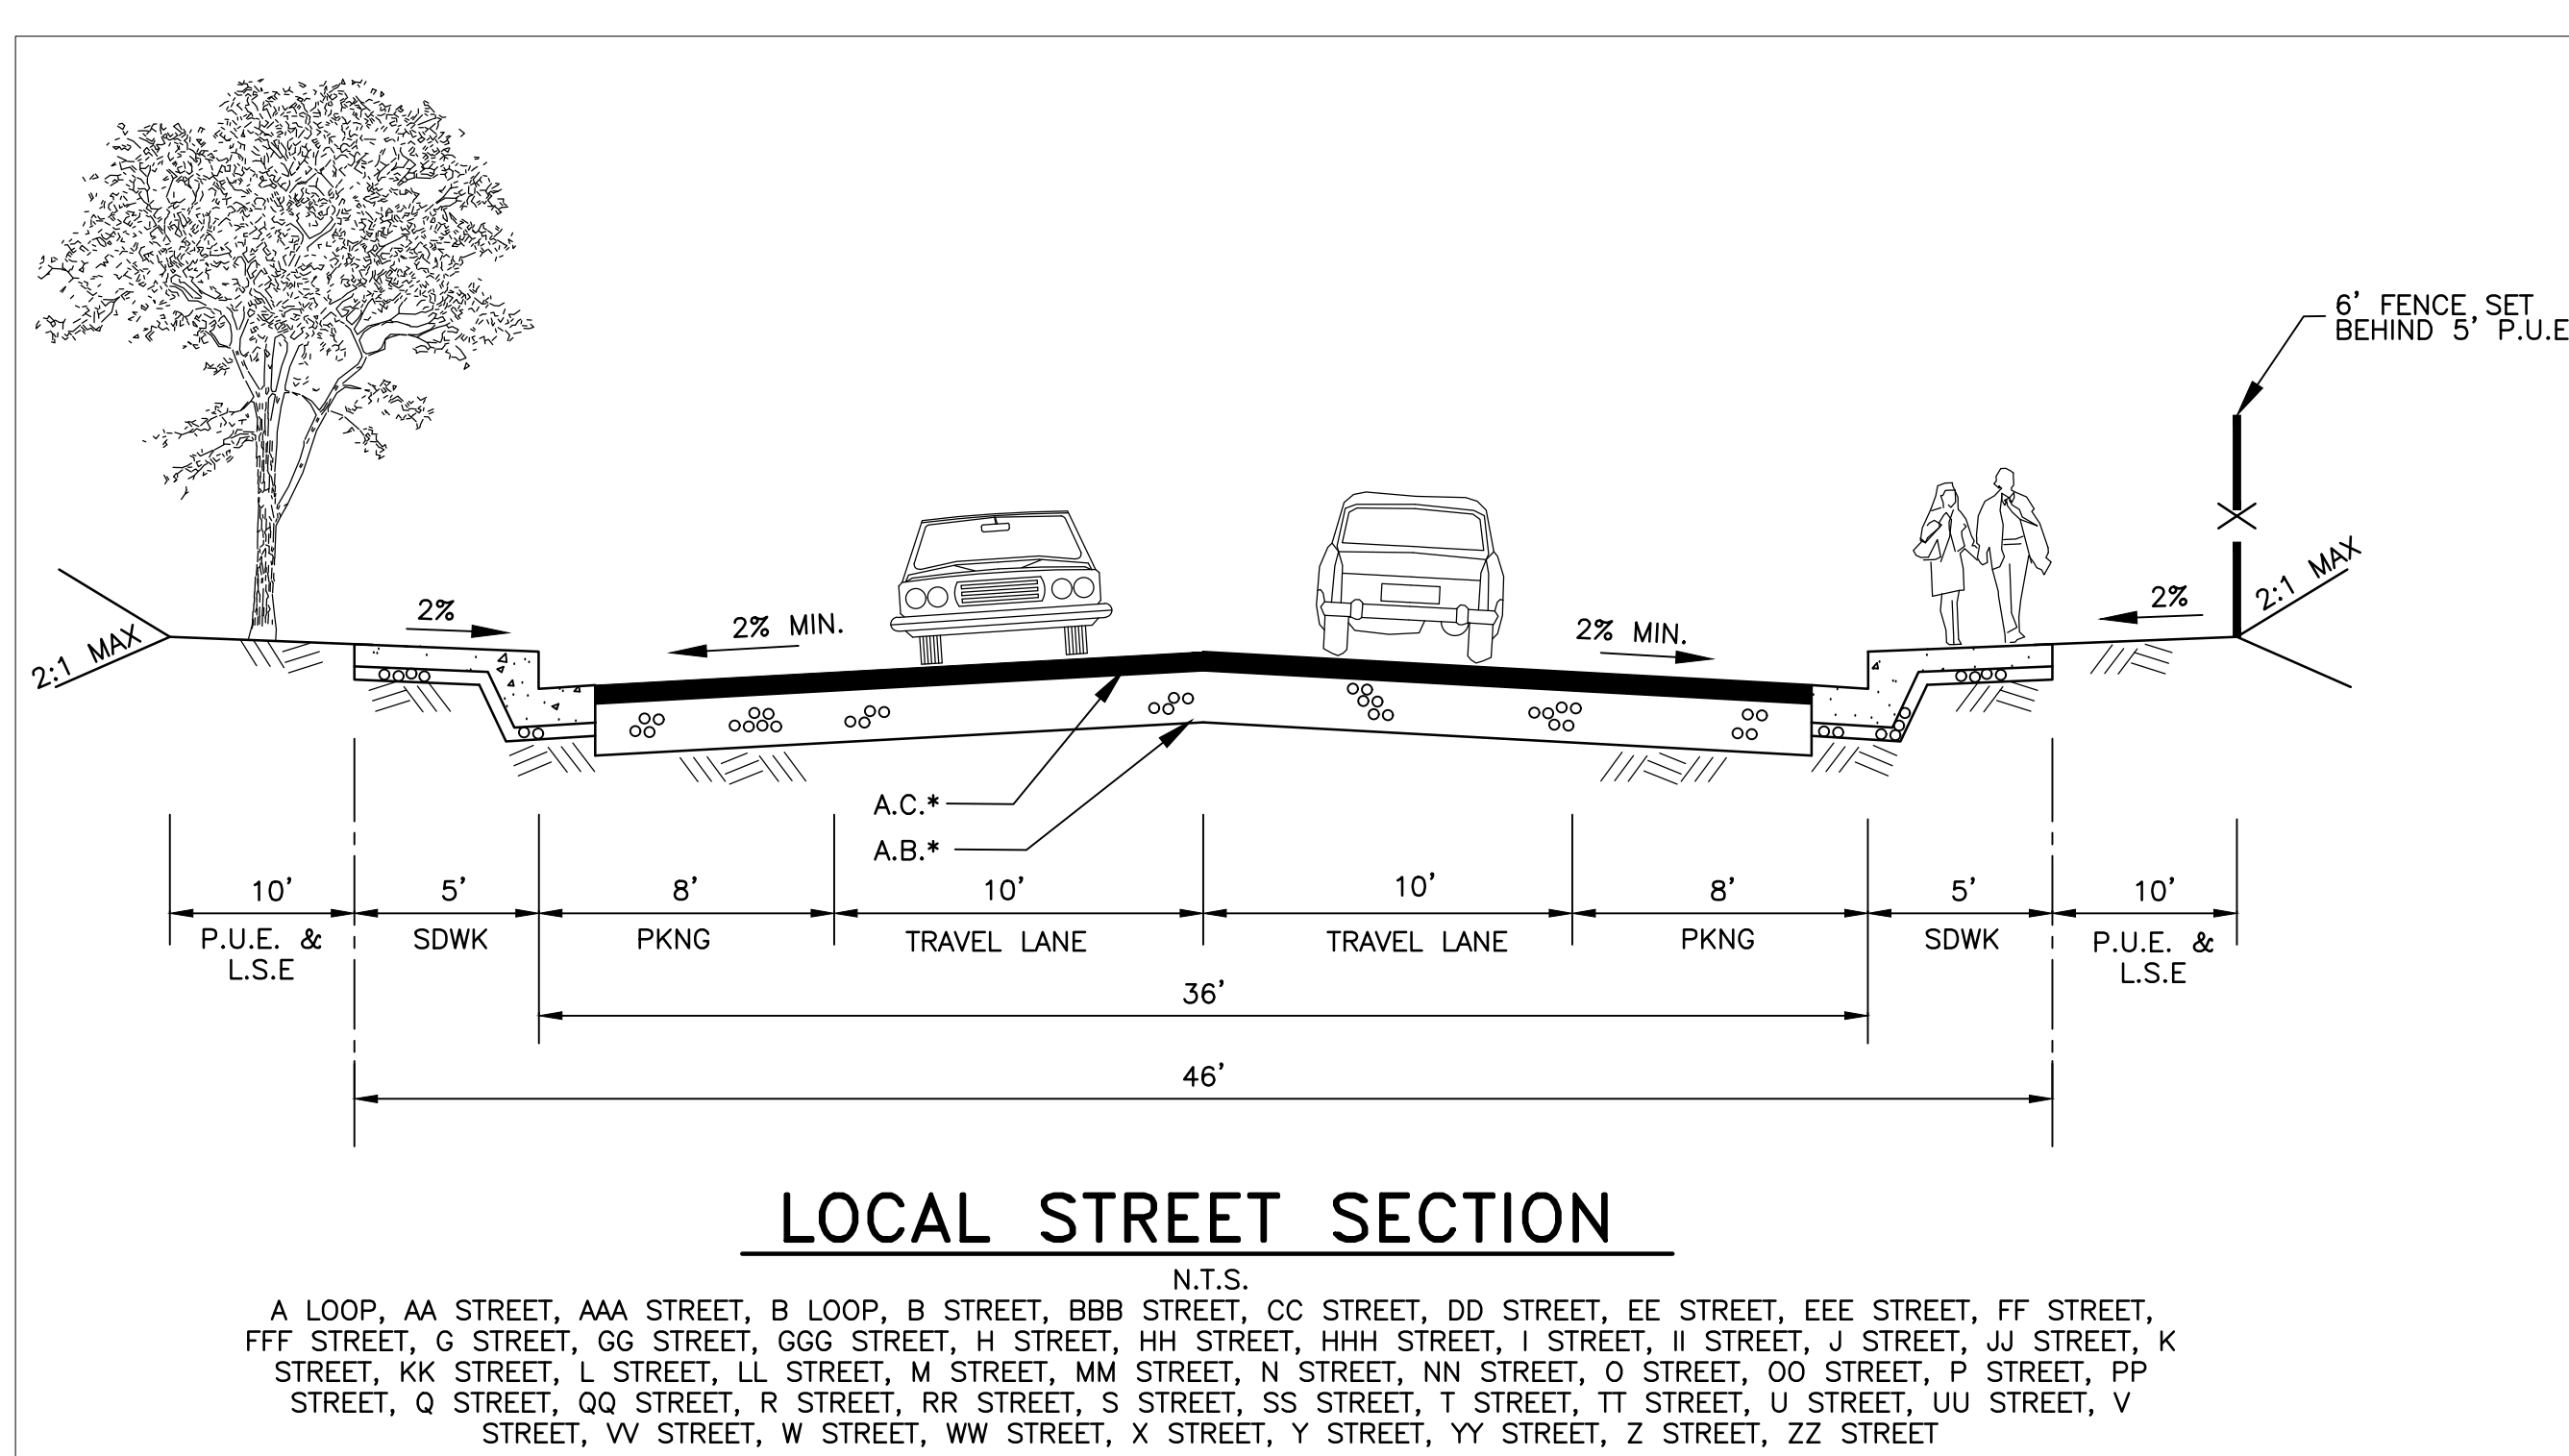 6' FENCE, SET
BEHIND 5' P.U.E
2:1 MAX
2%
2% MIN.
2% MIN.
2%
2:1 MAX
A.C.*
A.B.*
10'
5'
8'
10'
10'
8'
5'
10'
P.U.E. &
L.S.E
SDWK
PKNG
TRAVEL LANE
TRAVEL LANE
PKNG
SDWK
P.U.E. &
L.S.E
36'
46'
LOCAL STREET SECTION
N.T.S.
A LOOP, AA STREET, AAA STREET, B LOOP, B STREET, BBB STREET, CC STREET, DD STREET, EE STREET, EEE STREET, FF STREET,
FFF STREET, G STREET, GG STREET, GGG STREET, H STREET, HH STREET, HHH STREET, I STREET, II STREET, J STREET, JJ STREET, K
STREET, KK STREET, L STREET, LL STREET, M STREET, MM STREET, N STREET, NN STREET, O STREET, OO STREET, P STREET, PP
STREET, Q STREET, QQ STREET, R STREET, RR STREET, S STREET, SS STREET, T STREET, TT STREET, U STREET, UU STREET, V
STREET, VV STREET, W STREET, WW STREET, X STREET, Y STREET, YY STREET, Z STREET, ZZ STREET